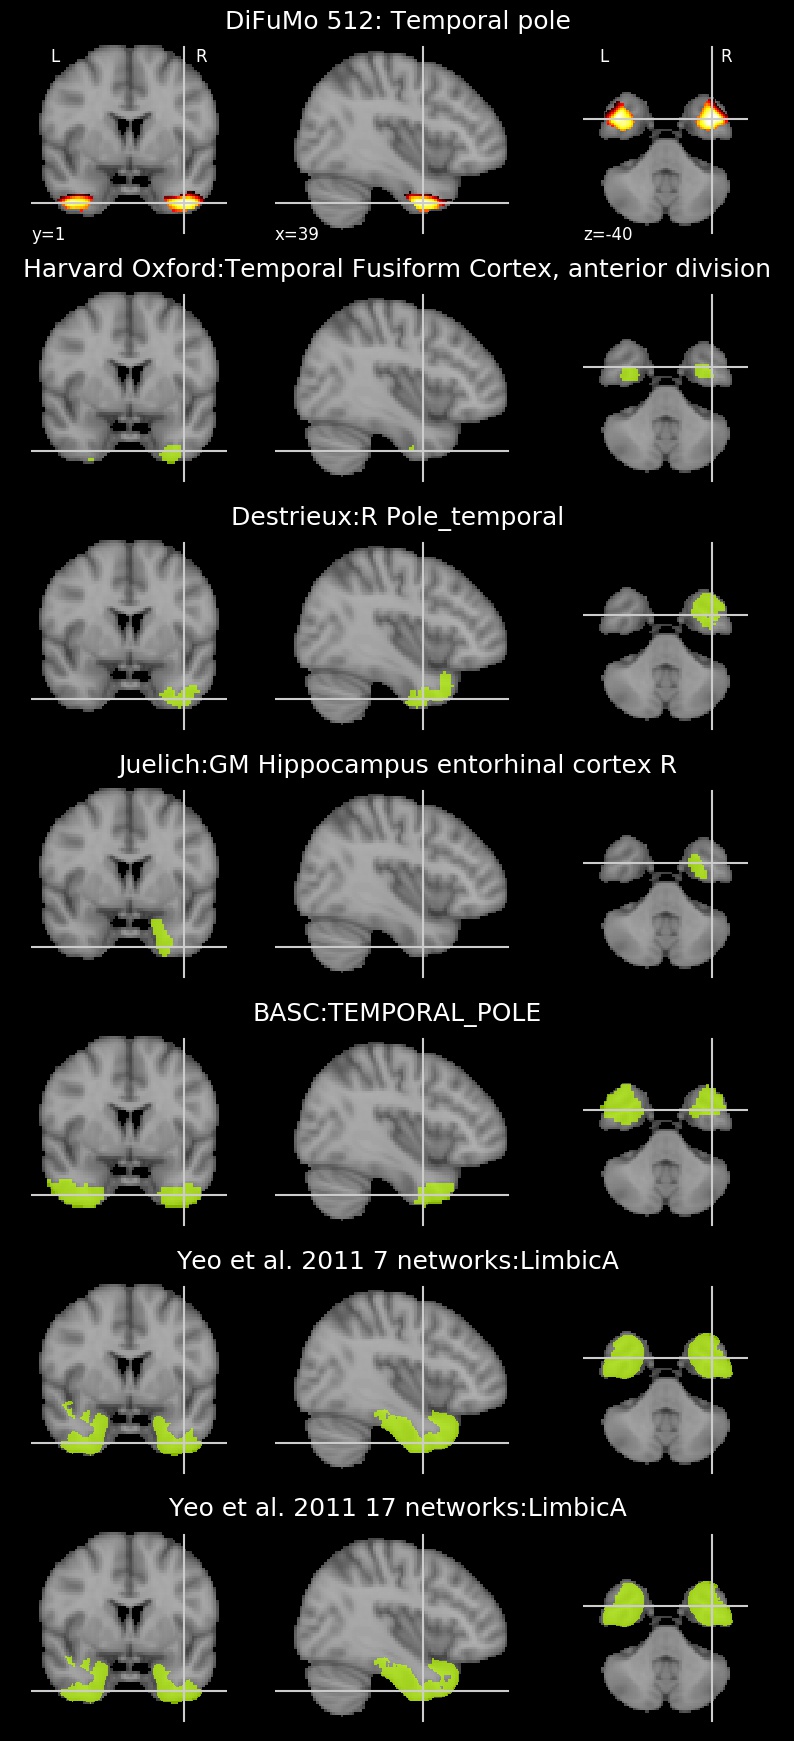 DiFuMo 512: Temporal pole
L R L R
y=1 x=39 z=-40
Harvard Oxford:Temporal Fusiform Cortex, anterior division
Destrieux:R Pole_temporal
Juelich:GM Hippocampus entorhinal cortex R
BASC:TEMPORAL_POLE
Yeo et al. 2011 7 networks:LimbicA
Yeo et al. 2011 17 networks:LimbicA